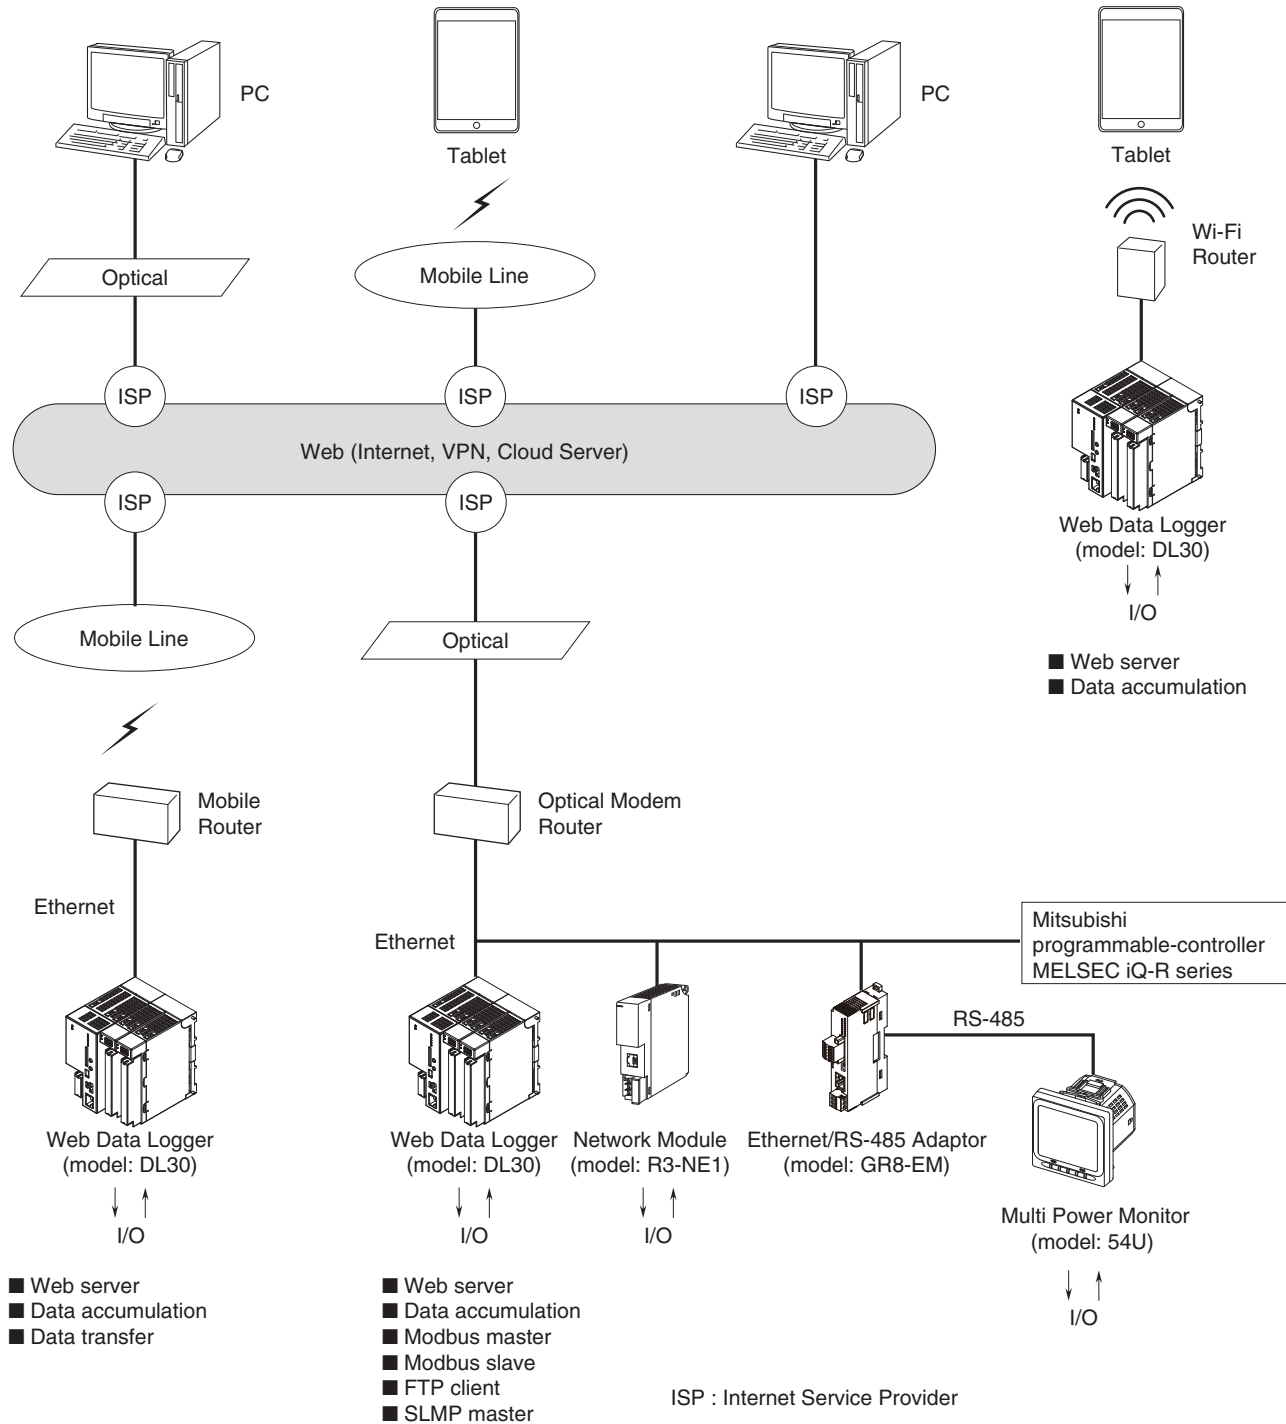 PC
Tablet
PC
Tablet
Wi-Fi
Router
Optical
Mobile Line
ISP
ISP
ISP
Web (Internet, VPN, Cloud Server)
ISP
ISP
Web Data Logger
(model: DL30)
I/O
■ Web server
■ Data accumulation
Mobile Line
Optical
Mobile
Router
Optical Modem
Router
Ethernet
Ethernet
Mitsubishi
programmable-controller
MELSEC iQ-R series
RS-485
Web Data Logger
(model: DL30)
I/O
■ Web server
■ Data accumulation
■ Data transfer
Web Data Logger
(model: DL30)
I/O
■ Web server
■ Data accumulation
■ Modbus master
■ Modbus slave
■ FTP client
■ SLMP master
Network Module
(model: R3-NE1)
I/O
Ethernet/RS-485 Adaptor
(model: GR8-EM)
Multi Power Monitor
(model: 54U)
I/O
ISP : Internet Service Provider